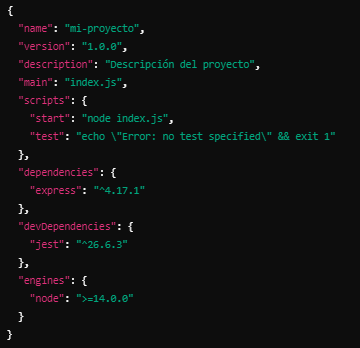 {
  "name": "mi-proyecto",
  "version": "1.0.0",
  "description": "Descripción del proyecto",
  "main": "index.js",
  "scripts": {
    "start": "node index.js",
    "test": "echo \"Error: no test specified\" && exit 1"
  },
  "dependencies": {
    "express": "^4.17.1"
  },
  "devDependencies": {
    "jest": "^26.6.3"
  },
  "engines": {
    "node": ">=14.0.0"
  }
}